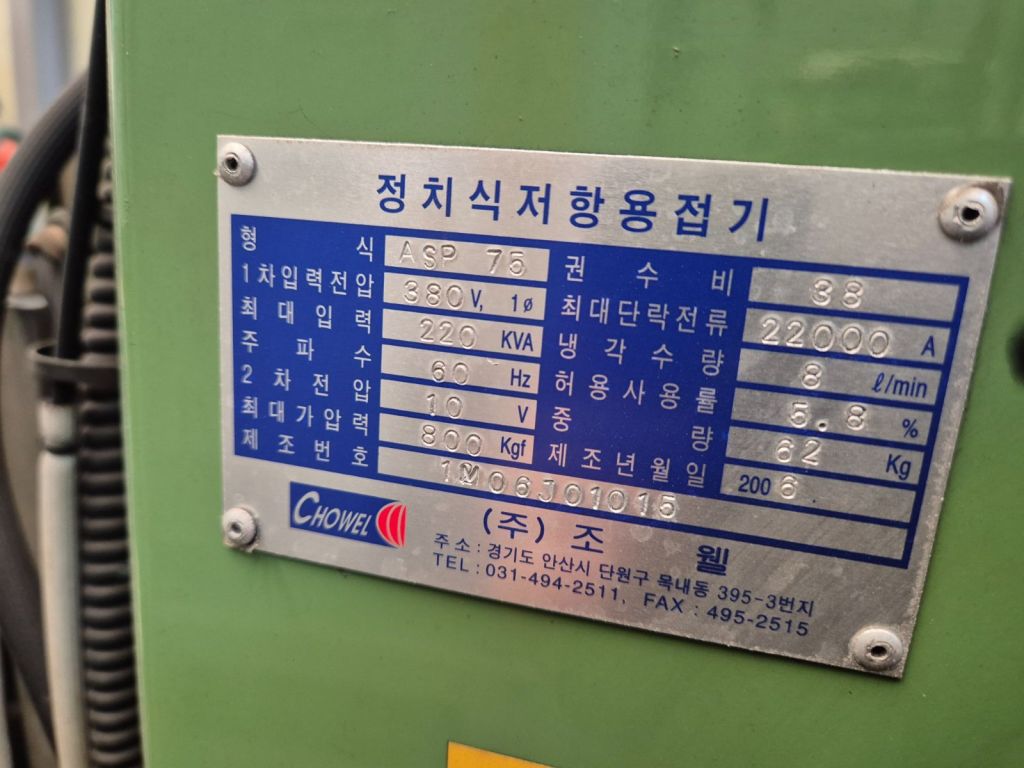 정치식저항용접기
형 식 ASP 75 권 수 비 38
1차입력전압 380V, 1ø 최대단락전류 22000 A
최 대 입 력 220 KVA 냉 각 수 량 8 ℓ/min
주 파 수 60 Hz 허용사용률 5.8 %
2 차 전 압 10 V 중 량 62 Kg
최대가압력 800 Kgf 제조년월일 2006
제 조 번 호 1M06J01015
CHOWEL (주) 조 웰
주 소 : 경기도 안산시 단원구 목내동 395-3번지
TEL : 031-494-2511, FAX : 495-2515